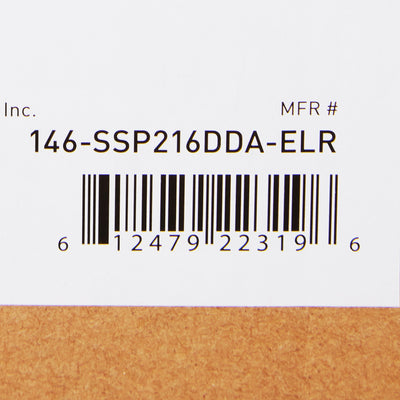 Inc.
MFR #
146-SSP216DDA-ELR
6 12479 22319 6